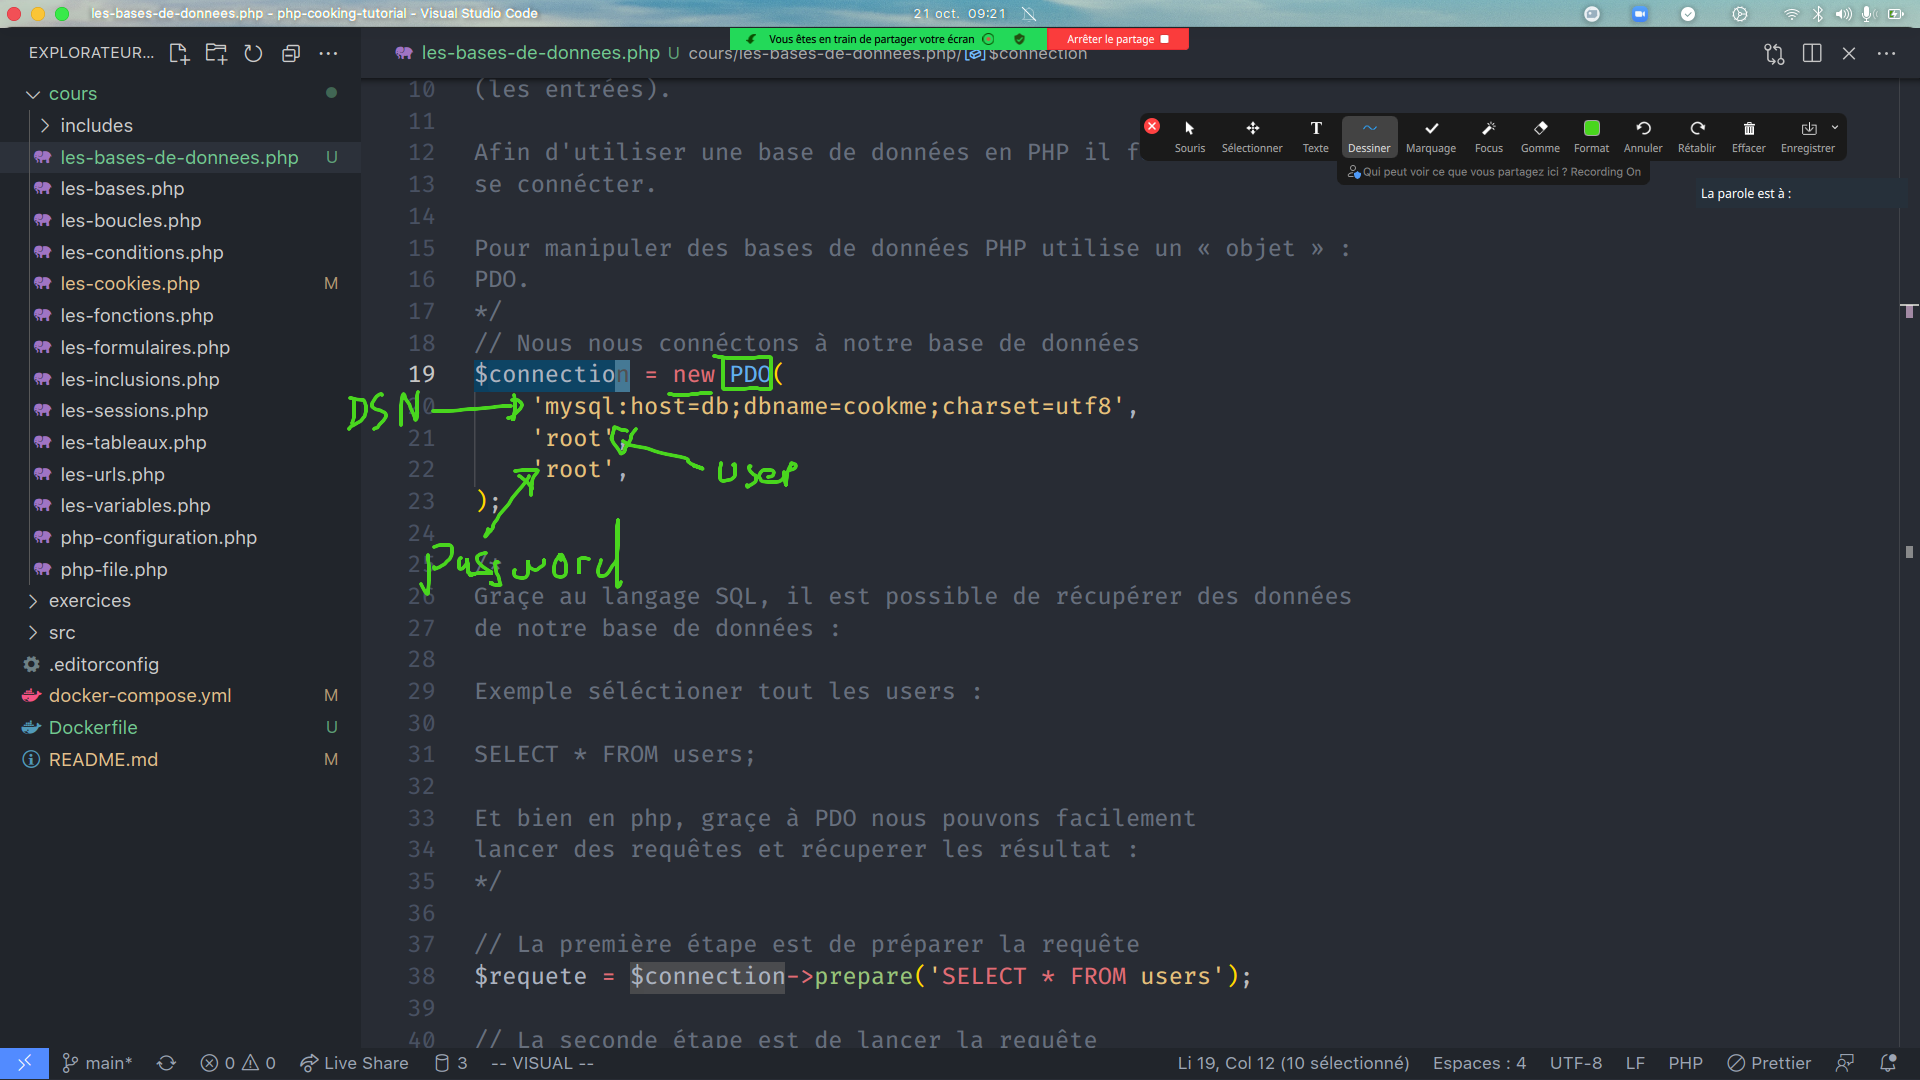 les-bases-de-donnees.php - php-cooking-tutorial - Visual Studio Code
21 oct. 09:21
Vous êtes en train de partager votre écran
Arrêter le partage
EXPLORATEUR...
les-bases-de-donnees.php U cours/les-bases-de-donnees.php/ $connection
Souris
Sélectionner
Texte
Dessiner
Marquage
Focus
Gomme
Format
Annuler
Rétablir
Effacer
Enregistrer
Qui peut voir ce que vous partagez ici ? Recording On
La parole est à :
cours
includes
les-bases-de-donnees.php U
les-bases.php
les-boucles.php
les-conditions.php
les-cookies.php M
les-fonctions.php
les-formulaires.php
les-inclusions.php
les-sessions.php
les-tableaux.php
les-urls.php
les-variables.php
php-configuration.php
php-file.php
exercices
src
.editorconfig
docker-compose.yml M
Dockerfile U
README.md M
10 (les entrées).
11
12 Afin d'utiliser une base de données en PHP il f
13 se connécter.
14
15 Pour manipuler des bases de données PHP utilise un « objet » :
16 PDO.
17 */
18 // Nous nous connéctons à notre base de données
19 $connection = new PDO(
DSN
20 'mysql:host=db;dbname=cookme;charset=utf8',
21 'root',
user
22 'root',
23 );
24
password
25 /*
26 Graçe au langage SQL, il est possible de récupérer des données
27 de notre base de données :
28
29 Exemple séléctioner tout les users :
30
31 SELECT * FROM users;
32
33 Et bien en php, graçe à PDO nous pouvons facilement
34 lancer des requêtes et récuperer les résultat :
35 */
36
37 // La première étape est de préparer la requête
38 $requete = $connection->prepare('SELECT * FROM users');
39
40 // La seconde étape est de lancer la requête
main* 0 0 Live Share 3 -- VISUAL -- Li 19, Col 12 (10 sélectionné) Espaces : 4 UTF-8 LF PHP Prettier